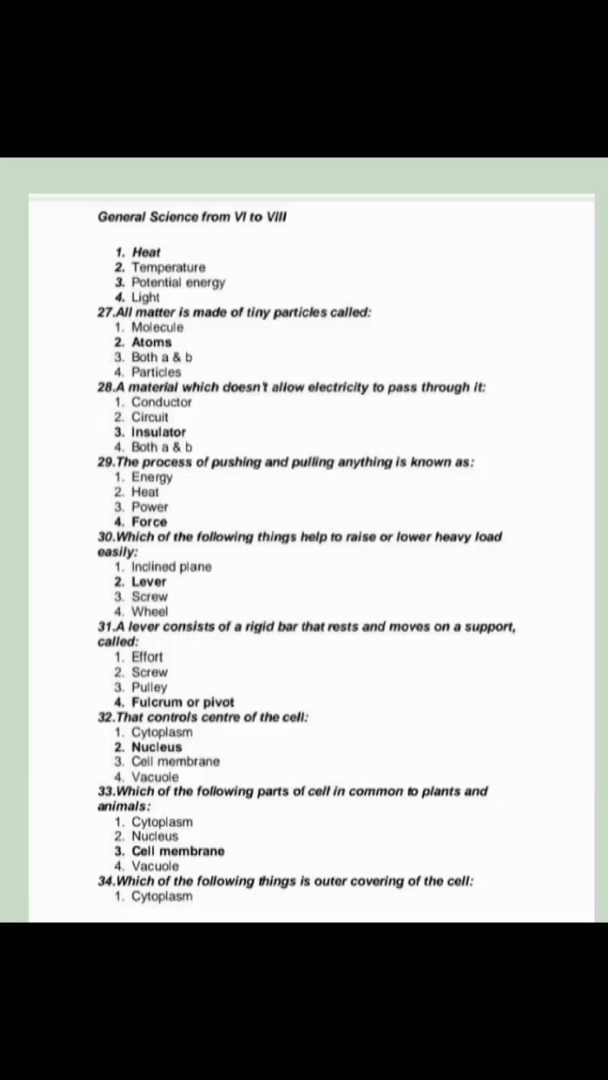 General Science from VI to VIII
1. Heat
2. Temperature
3. Potential energy
4. Light
27.All matter is made of tiny particles called:
1. Molecule
2. Atoms
3. Both a & b
4. Particles
28.A material which doesn't allow electricity to pass through it:
1. Conductor
2. Circuit
3. Insulator
4. Both a & b
29.The process of pushing and pulling anything is known as:
1. Energy
2. Heat
3. Power
4. Force
30.Which of the following things help to raise or lower heavy load
easily:
1. Inclined plane
2. Lever
3. Screw
4. Wheel
31.A lever consists of a rigid bar that rests and moves on a support,
called:
1. Effort
2. Screw
3. Pulley
4. Fulcrum or pivot
32.That controls centre of the cell:
1. Cytoplasm
2. Nucleus
3. Cell membrane
4. Vacuole
33.Which of the following parts of cell in common to plants and
animals:
1. Cytoplasm
2. Nucleus
3. Cell membrane
4. Vacuole
34.Which of the following things is outer covering of the cell:
1. Cytoplasm